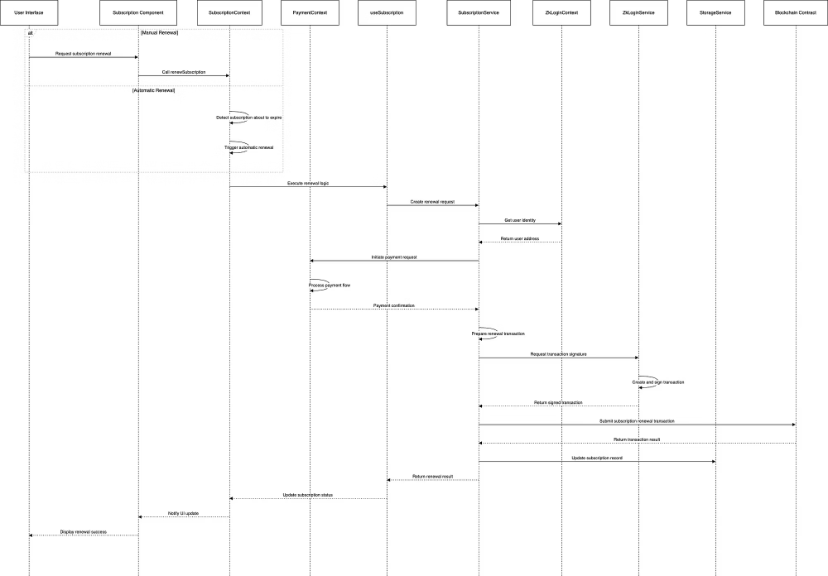 User Interface
Subscription Component
SubscriptionContext
PaymentContext
useSubscription
SubscriptionService
ZkLoginContext
ZkLoginService
StorageService
Blockchain Contract
alt
[Manual Renewal]
Request subscription renewal
Call renewSubscription
[Automatic Renewal]
Detect subscription about to expire
Trigger automatic renewal
Execute renewal logic
Create renewal request
Get user identity
Return user address
Initiate payment request
Process payment flow
Payment confirmation
Prepare renewal transaction
Request transaction signature
Create and sign transaction
Return signed transaction
Submit subscription renewal transaction
Return transaction result
Update subscription record
Return renewal result
Update subscription status
Notify UI update
Display renewal success